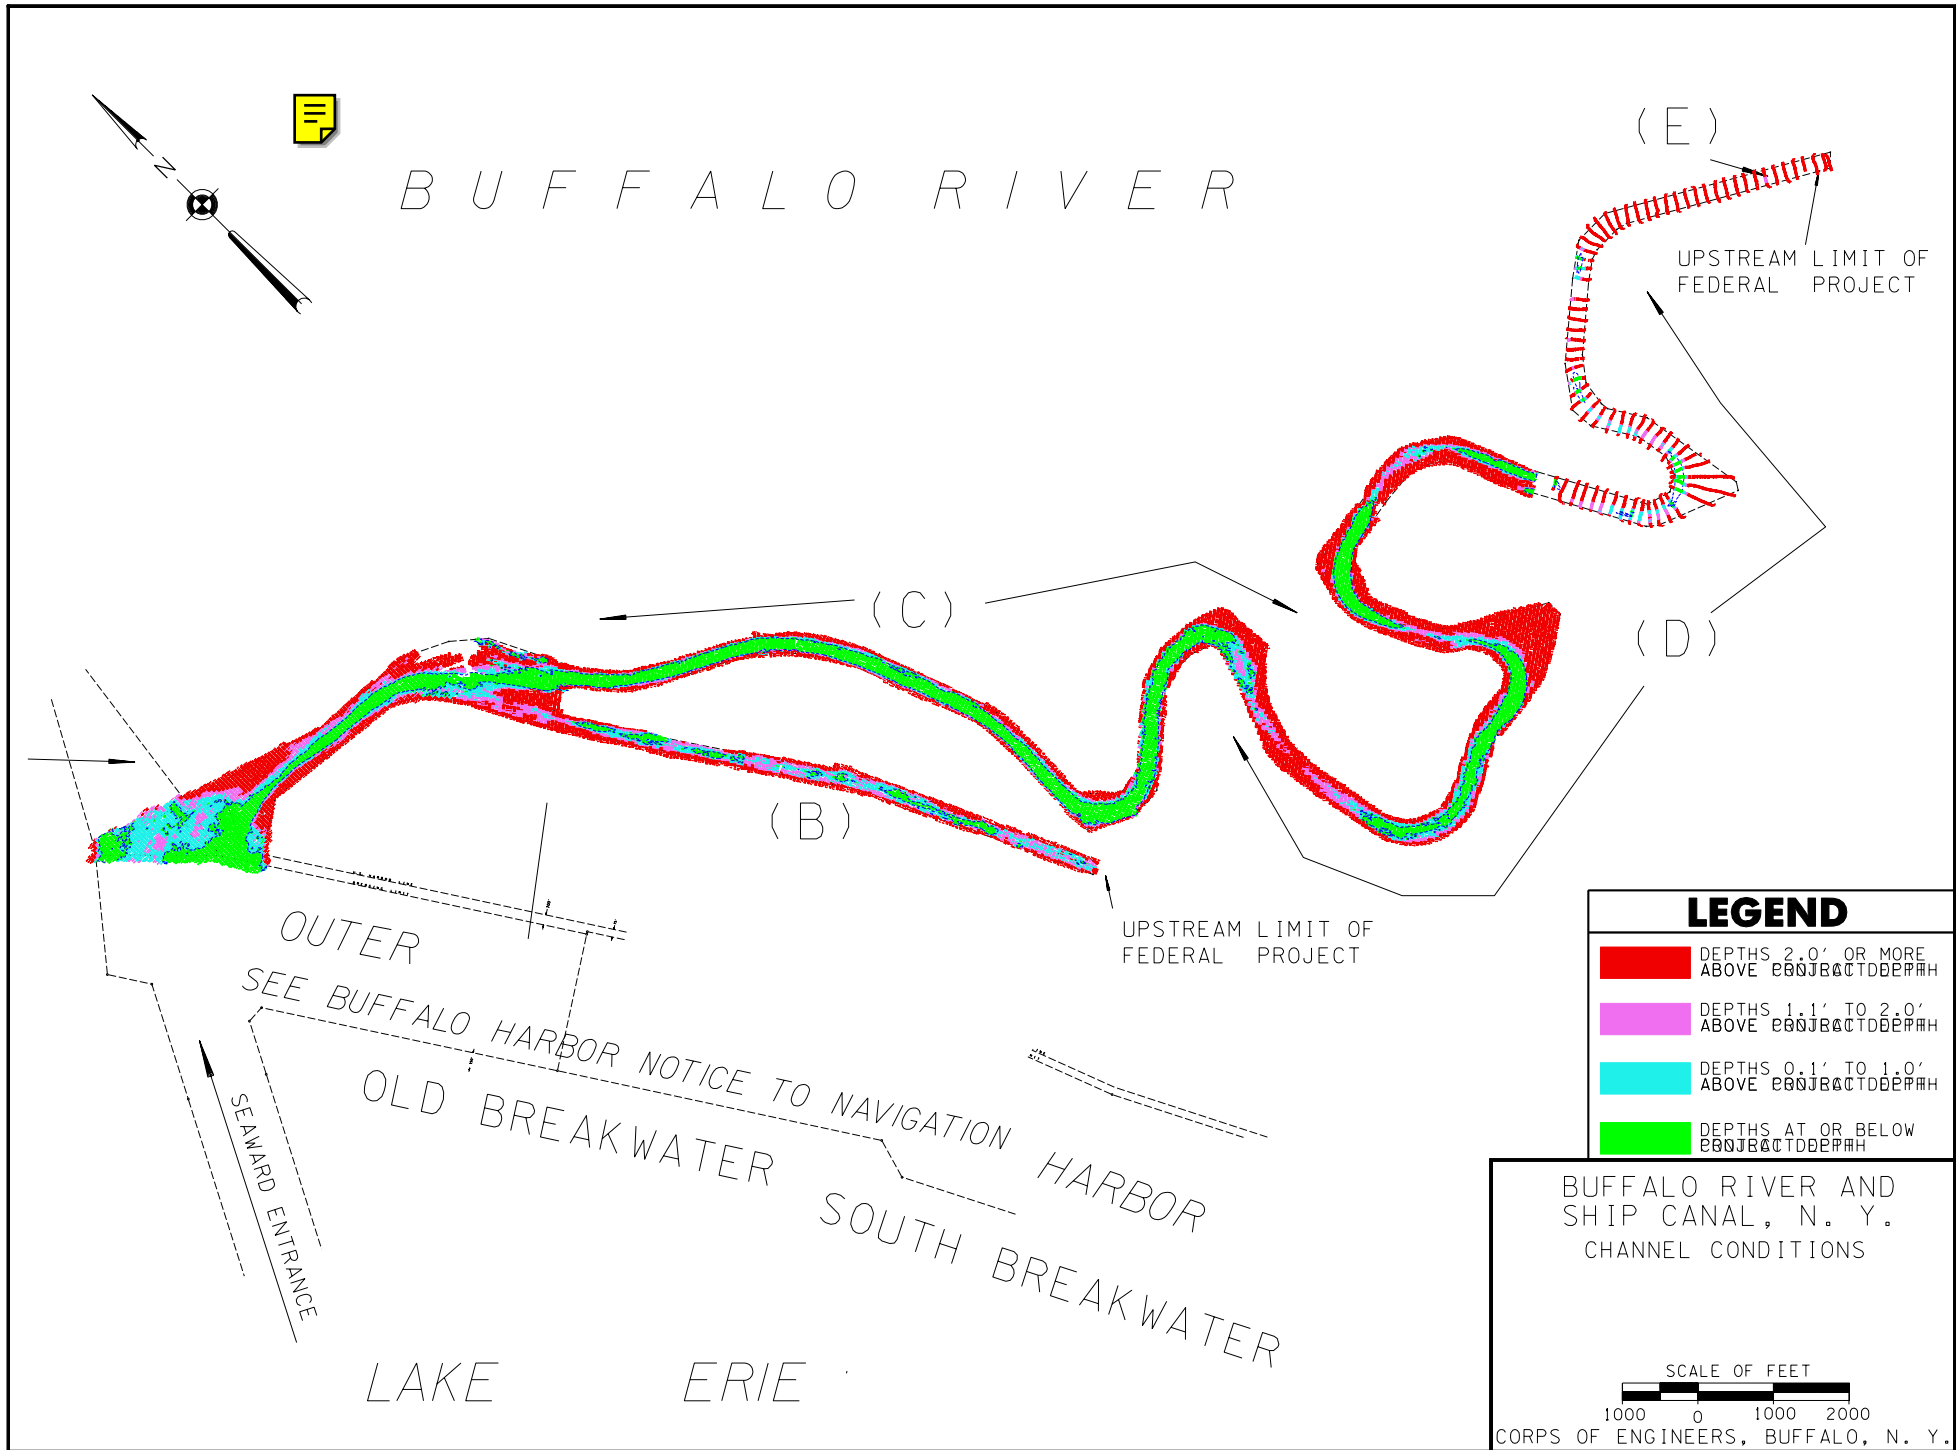 N
BUFFALO RIVER
(E)
UPSTREAM LIMIT OF
FEDERAL PROJECT
(C)
(D)
(B)
UPSTREAM LIMIT OF
FEDERAL PROJECT
OUTER
SEE BUFFALO HARBOR NOTICE TO NAVIGATION
HARBOR
OLD BREAKWATER
SOUTH BREAKWATER
SEAWARD ENTRANCE
LAKE ERIE
LEGEND
DEPTHS 2.0' OR MORE
ABOVE PROJECT DEPTH
DEPTHS 1.1' TO 2.0'
ABOVE PROJECT DEPTH
DEPTHS 0.1' TO 1.0'
ABOVE PROJECT DEPTH
DEPTHS AT OR BELOW
PROJECT DEPTH
BUFFALO RIVER AND
SHIP CANAL, N. Y.
CHANNEL CONDITIONS
SCALE OF FEET
1000 0 1000 2000
CORPS OF ENGINEERS, BUFFALO, N. Y.